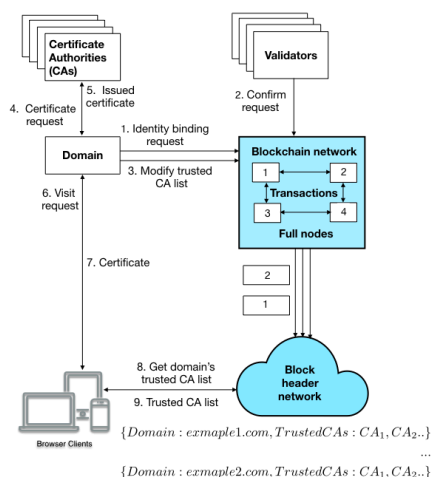 Certificate
Authorities
(CAs)
Validators
5. Issued
certificate
4. Certificate
request
2. Confirm
request
1. Identity binding
request
Domain
3. Modify trusted
CA list
Blockchain network
1
2
Transactions
3
4
Full nodes
6. Visit
request
7. Certificate
2
1
8. Get domain's
trusted CA list
9. Trusted CA list
Block
header
network
Browser Clients
{Domain : exmaple1.com, TrustedCAs : CA₁, CA₂..}
...
{Domain : exmaple2.com, TrustedCAs : CA₁, CA₂..}